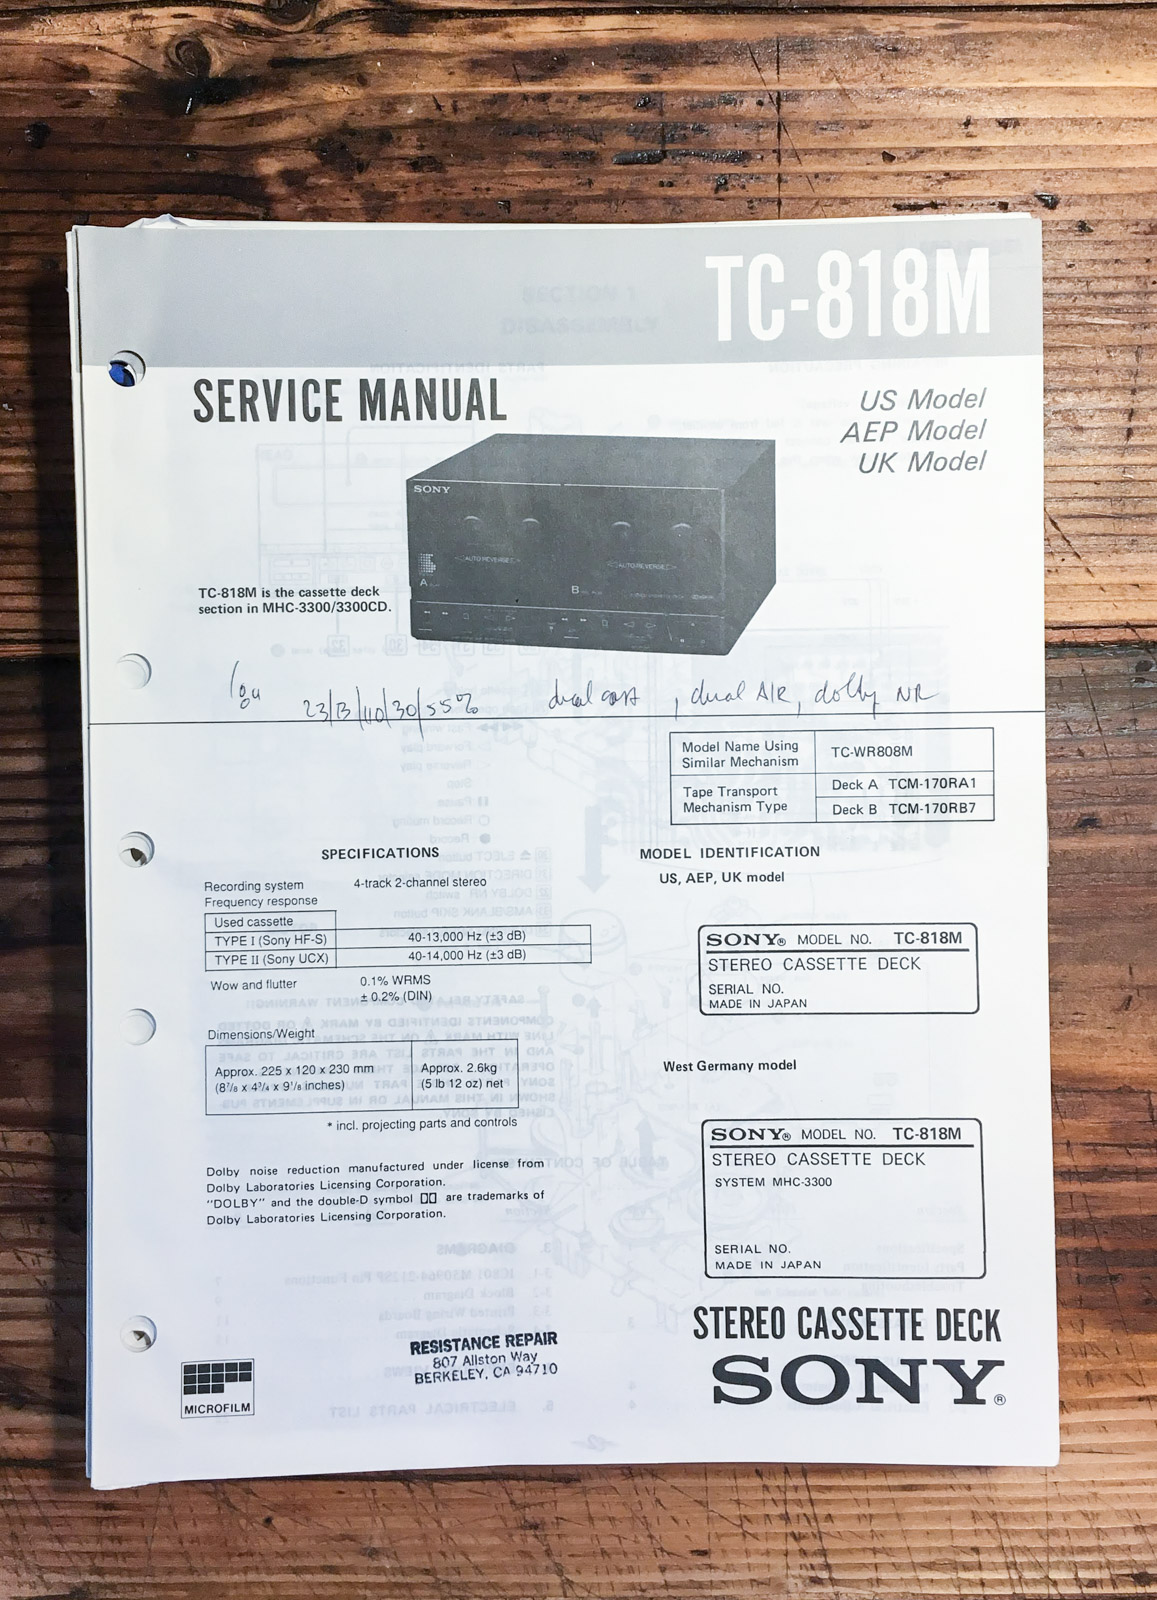 TC-818M
SERVICE MANUAL
US Model
AEP Model
UK Model
SONY
AUTO REVERSE
AUTO REVERSE
A
B
TC-818M is the cassette deck
section in MHC-3300/3300CD.
dual cast, dual A/R, dolby NR
Model Name Using
Similar Mechanism
TC-WR808M
Tape Transport
Mechanism Type
Deck A TCM-170RA1
Deck B TCM-170RB7
SPECIFICATIONS
Recording system 4-track 2-channel stereo
Frequency response
Used cassette
TYPE I (Sony HF-S) 40-13,000 Hz (±3 dB)
TYPE II (Sony UCX) 40-14,000 Hz (±3 dB)
Wow and flutter 0.1% WRMS
± 0.2% (DIN)
Dimensions/Weight
Approx. 225 x 120 x 230 mm
(8⁷/₈ x 4³/₄ x 9¹/₈ inches)
Approx. 2.6kg
(5 lb 12 oz) net
* incl. projecting parts and controls
Dolby noise reduction manufactured under license from
Dolby Laboratories Licensing Corporation.
"DOLBY" and the double-D symbol are trademarks of
Dolby Laboratories Licensing Corporation.
MODEL IDENTIFICATION
US, AEP, UK model
SONY® MODEL NO. TC-818M
STEREO CASSETTE DECK
SERIAL NO.
MADE IN JAPAN
West Germany model
SONY® MODEL NO. TC-818M
STEREO CASSETTE DECK
SYSTEM MHC-3300
SERIAL NO.
MADE IN JAPAN
MICROFILM
RESISTANCE REPAIR
807 Allston Way
BERKELEY, CA 94710
STEREO CASSETTE DECK
SONY®